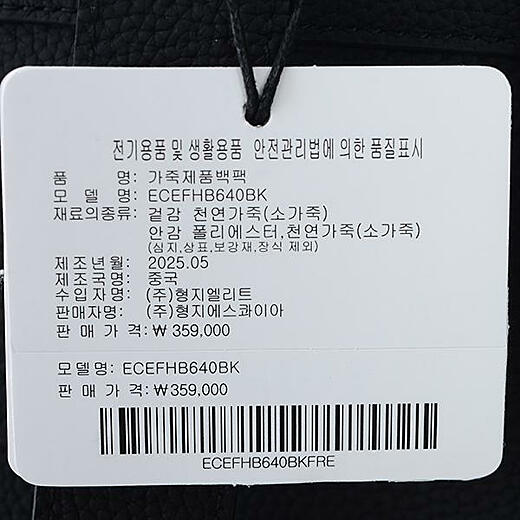 전기용품 및 생활용품 안전관리법에 의한 품질표시
품 명: 가죽제품백팩
모 델 명: ECEFHB640BK
재료의종류: 겉감 천연가죽(소가죽)
안감 폴리에스터,천연가죽(소가죽)
(심지,상표,보강재,장식 제외)
제조년월: 2025.05
제조국명: 중국
수입자명: (주)형지엘리트
판매자명: (주)형지에스콰이아
판 매 가 격: ₩ 359,000
모델명: ECEFHB640BK
판 매 가 격: ₩359,000
ECEFHB640BKFRE